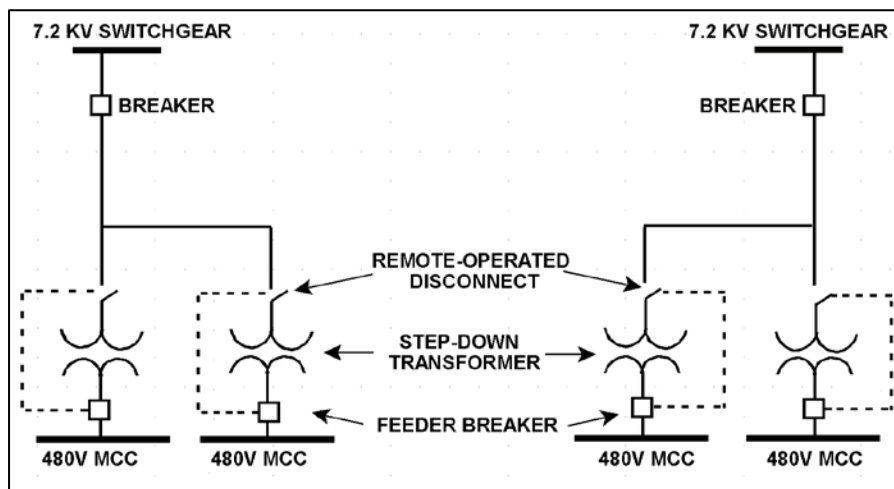 7.2 KV SWITCHGEAR
7.2 KV SWITCHGEAR
BREAKER
BREAKER
REMOTE-OPERATED
DISCONNECT
STEP-DOWN
TRANSFORMER
FEEDER BREAKER
480V MCC
480V MCC
480V MCC
480V MCC